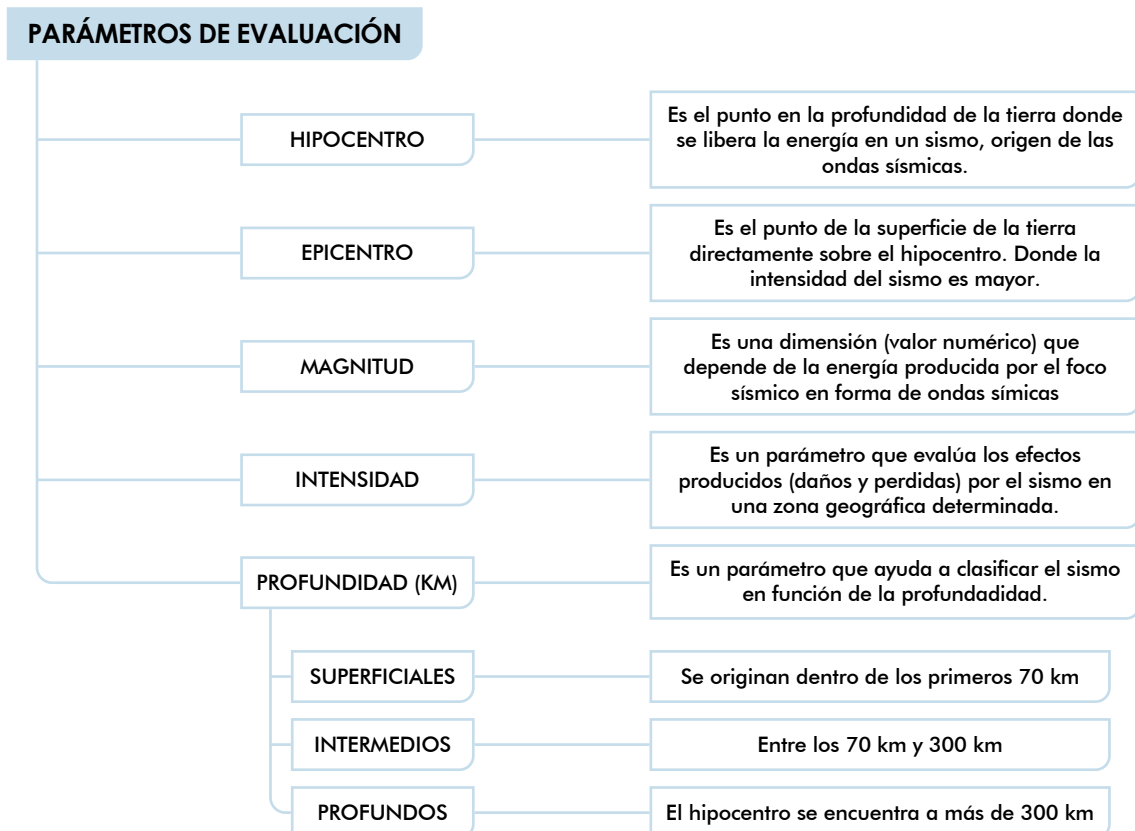 PARÁMETROS DE EVALUACIÓN
HIPOCENTRO
Es el punto en la profundidad de la tierra donde
se libera la energía en un sismo, origen de las
ondas sísmicas.
EPICENTRO
Es el punto de la superficie de la tierra
directamente sobre el hipocentro. Donde la
intensidad del sismo es mayor.
MAGNITUD
Es una dimensión (valor numérico) que
depende de la energía producida por el foco
sísmico en forma de ondas símicas
INTENSIDAD
Es un parámetro que evalúa los efectos
producidos (daños y perdidas) por el sismo en
una zona geográfica determinada.
PROFUNDIDAD (KM)
Es un parámetro que ayuda a clasificar el sismo
en función de la profundadidad.
SUPERFICIALES
Se originan dentro de los primeros 70 km
INTERMEDIOS
Entre los 70 km y 300 km
PROFUNDOS
El hipocentro se encuentra a más de 300 km